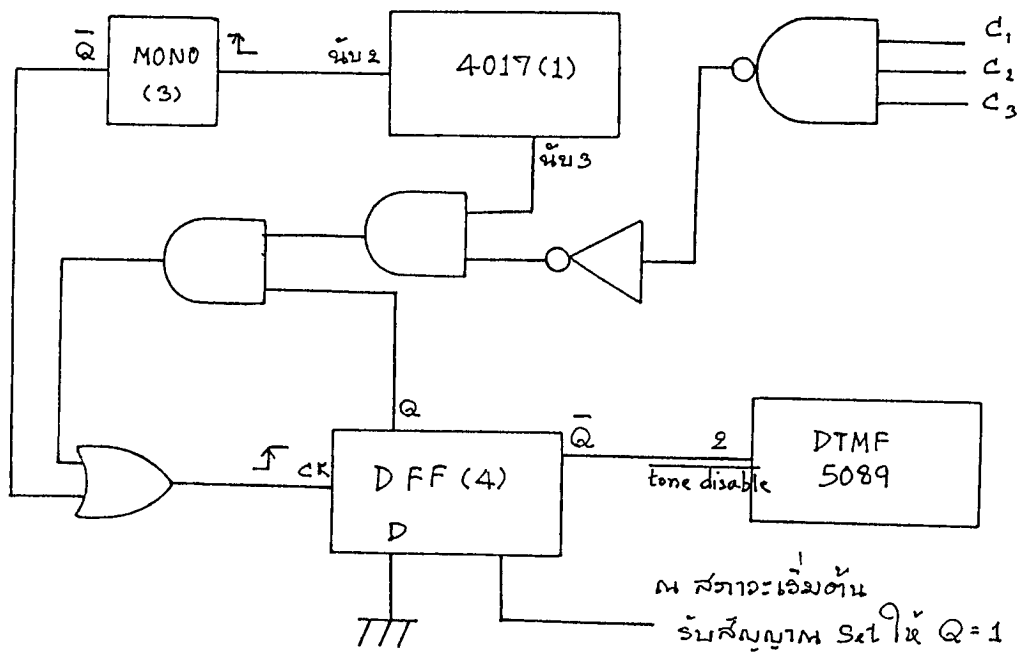 Q̅
MONO
(3)
นับ 2
4017(1)
นับ 3
C₁
C₂
C₃
Q
Q̅
CK
D FF (4)
D
2
tone disable
DTMF
5089
ณ สภาวะเริ่มต้น
รับสัญญาณ Set ให้ Q = 1